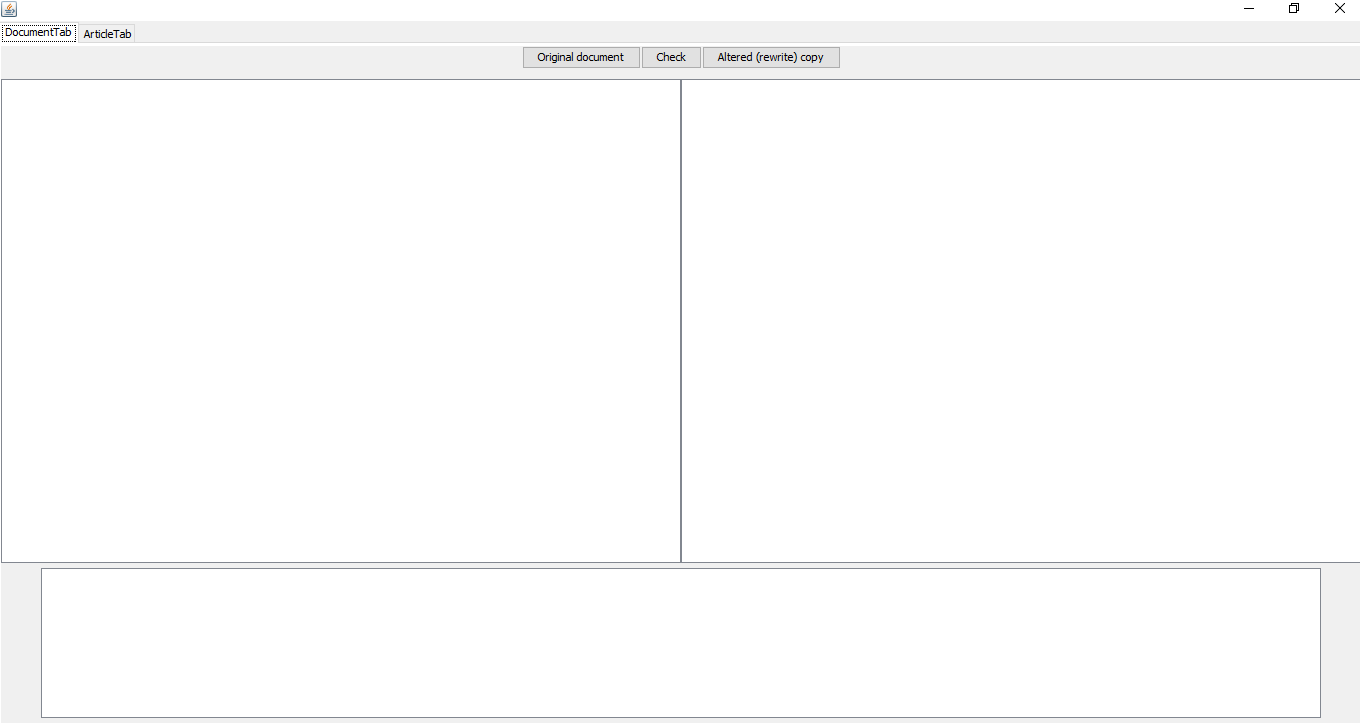 DocumentTab ArticleTab
Original document Check Altered (rewrite) copy